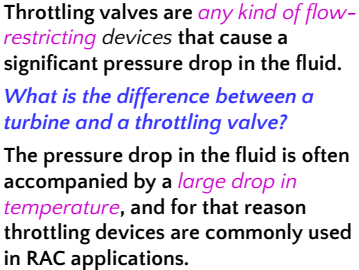 Throttling valves are any kind of flow-
restricting devices that cause a
significant pressure drop in the fluid.
What is the difference between a
turbine and a throttling valve?
The pressure drop in the fluid is often
accompanied by a large drop in
temperature, and for that reason
throttling devices are commonly used
in RAC applications.